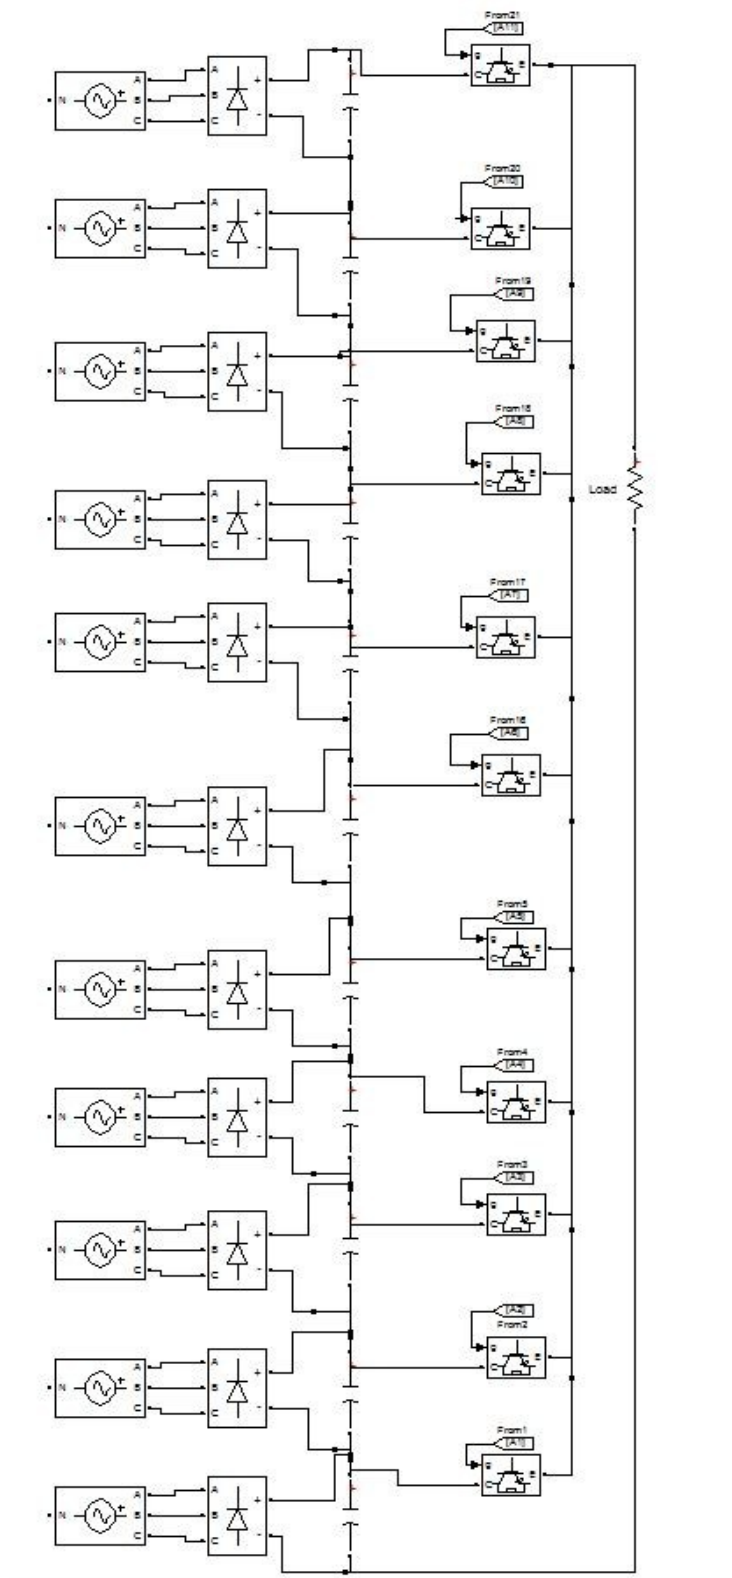 From21
[A11]
g
C
E
N
A
B
C
A
B
C
+
-
From20
[A10]
g
C
E
N
A
B
C
A
B
C
+
-
From19
[A9]
g
C
E
N
A
B
C
A
B
C
+
-
From18
[A8]
g
C
E
Load
N
A
B
C
A
B
C
+
-
From17
[A7]
g
C
E
N
A
B
C
A
B
C
+
-
From16
[A6]
g
C
E
N
A
B
C
A
B
C
+
-
From5
[A5]
g
C
E
N
A
B
C
A
B
C
+
-
From4
[A4]
g
C
E
N
A
B
C
A
B
C
+
-
From3
[A3]
g
C
E
N
A
B
C
A
B
C
+
-
[A2]
From2
g
C
E
N
A
B
C
A
B
C
+
-
From1
[A1]
g
C
E
N
A
B
C
A
B
C
+
-